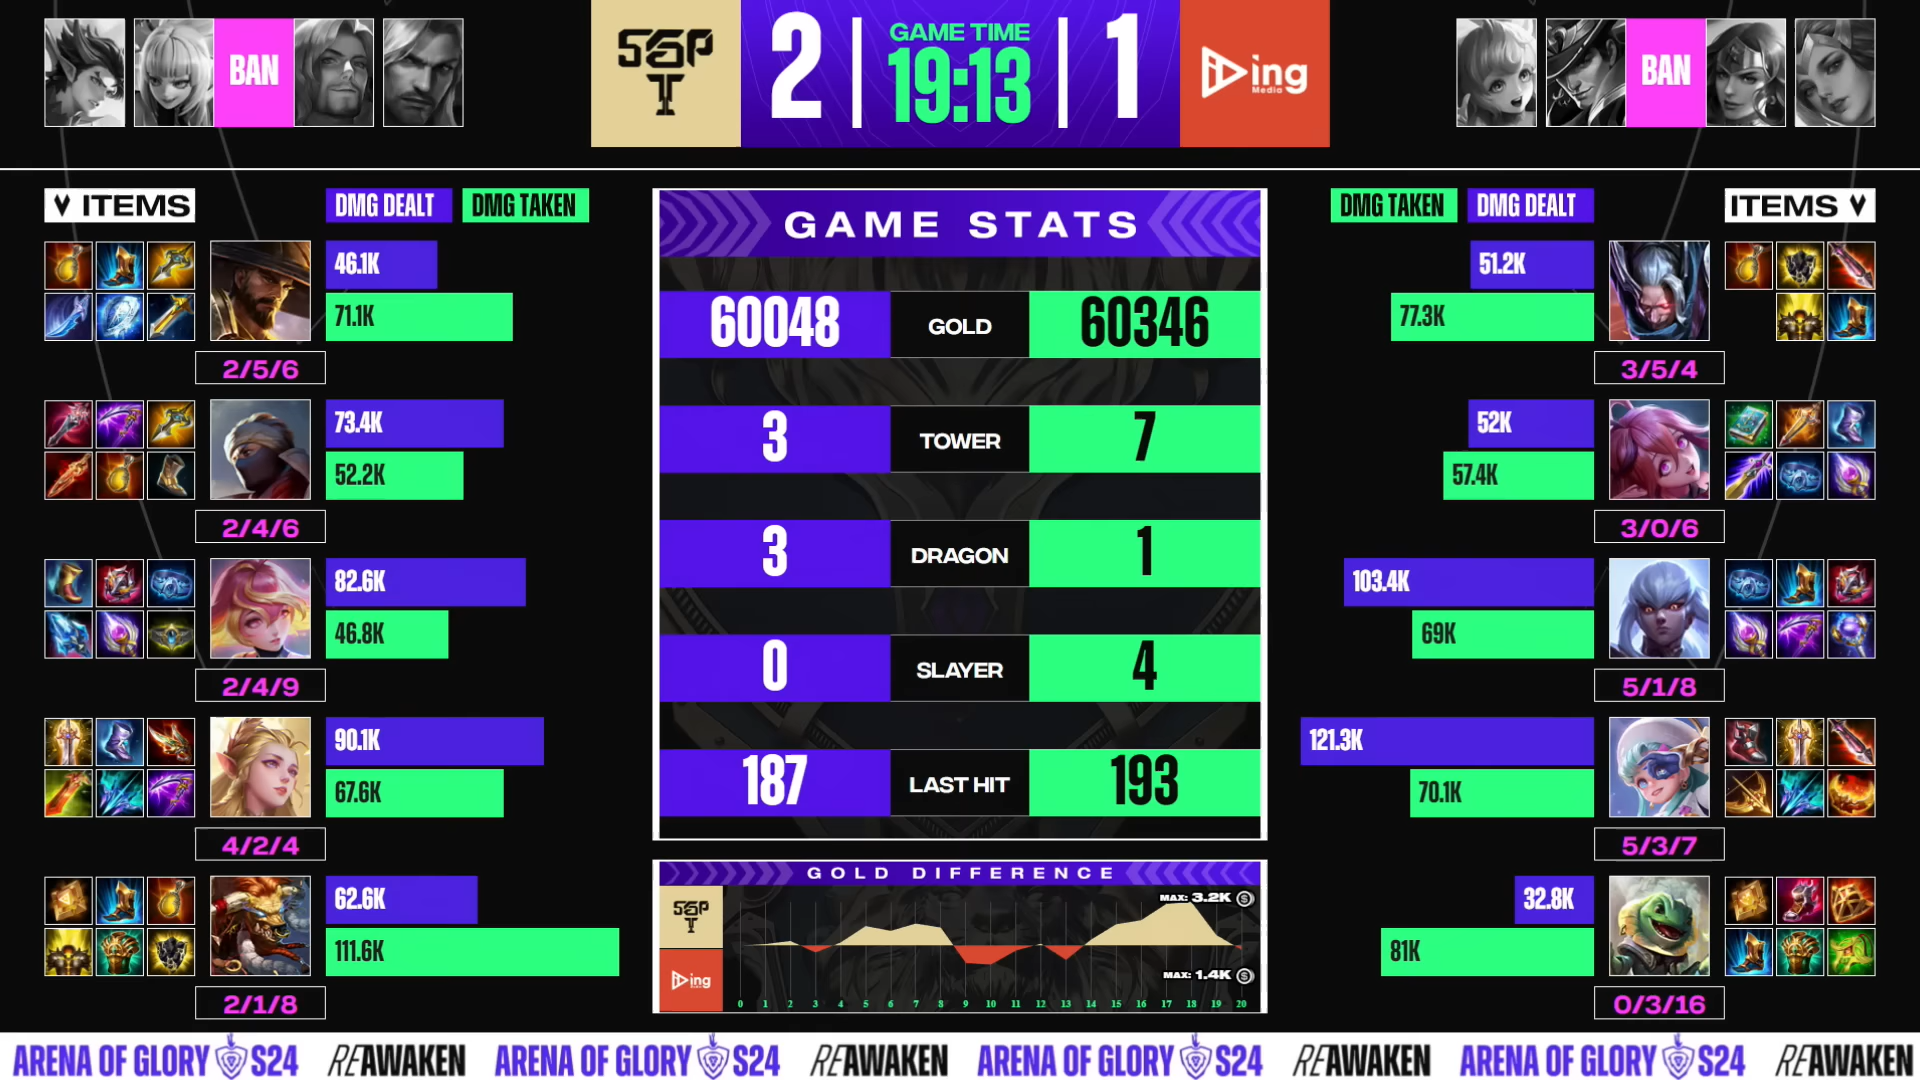 BAN
SGP
T
2
GAME TIME
19:13
1
ing
Media
BAN
ITEMS
DMG DEALT
DMG TAKEN
46.1K
71.1K
2/5/6
73.4K
52.2K
2/4/6
82.6K
46.8K
2/4/9
90.1K
67.6K
4/2/4
62.6K
111.6K
2/1/8
GAME STATS
60048 GOLD 60346
3 TOWER 7
3 DRAGON 1
0 SLAYER 4
187 LAST HIT 193
GOLD DIFFERENCE
SGP
T
MAX: 3.2K
ing
MAX: 1.4K
0 1 2 3 4 5 6 7 8 9 10 11 12 13 14 15 16 17 18 19 20
DMG TAKEN
DMG DEALT
ITEMS
51.2K
77.3K
3/5/4
52K
57.4K
3/0/6
103.4K
69K
5/1/8
121.3K
70.1K
5/3/7
32.8K
81K
0/3/16
ARENA OF GLORY S24 REAWAKEN ARENA OF GLORY S24 REAWAKEN ARENA OF GLORY S24 REAWAKEN ARENA OF GLORY S24 REAWAKEN